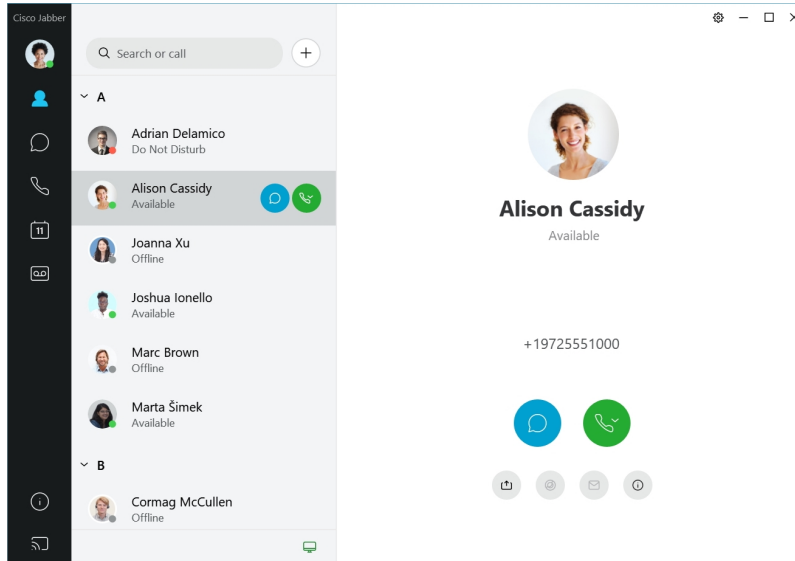 Cisco Jabber
Search or call
A
Adrian Delamico
Do Not Disturb
Alison Cassidy
Available
Joanna Xu
Offline
Joshua Ionello
Available
Marc Brown
Offline
Marta Šimek
Available
B
Cormag McCullen
Offline
11
Alison Cassidy
Available
+19725551000